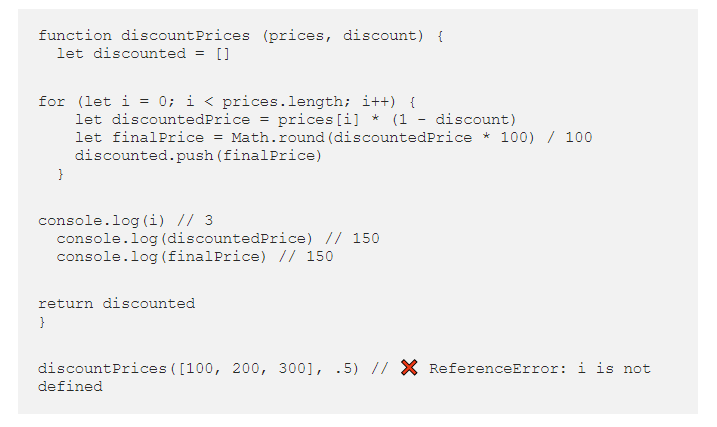 function discountPrices (prices, discount) {
  let discounted = []
for (let i = 0; i < prices.length; i++) {
    let discountedPrice = prices[i] * (1 - discount)
    let finalPrice = Math.round(discountedPrice * 100) / 100
    discounted.push(finalPrice)
  }
console.log(i) // 3
  console.log(discountedPrice) // 150
  console.log(finalPrice) // 150
return discounted
}
discountPrices([100, 200, 300], .5) // ❌ ReferenceError: i is not
defined